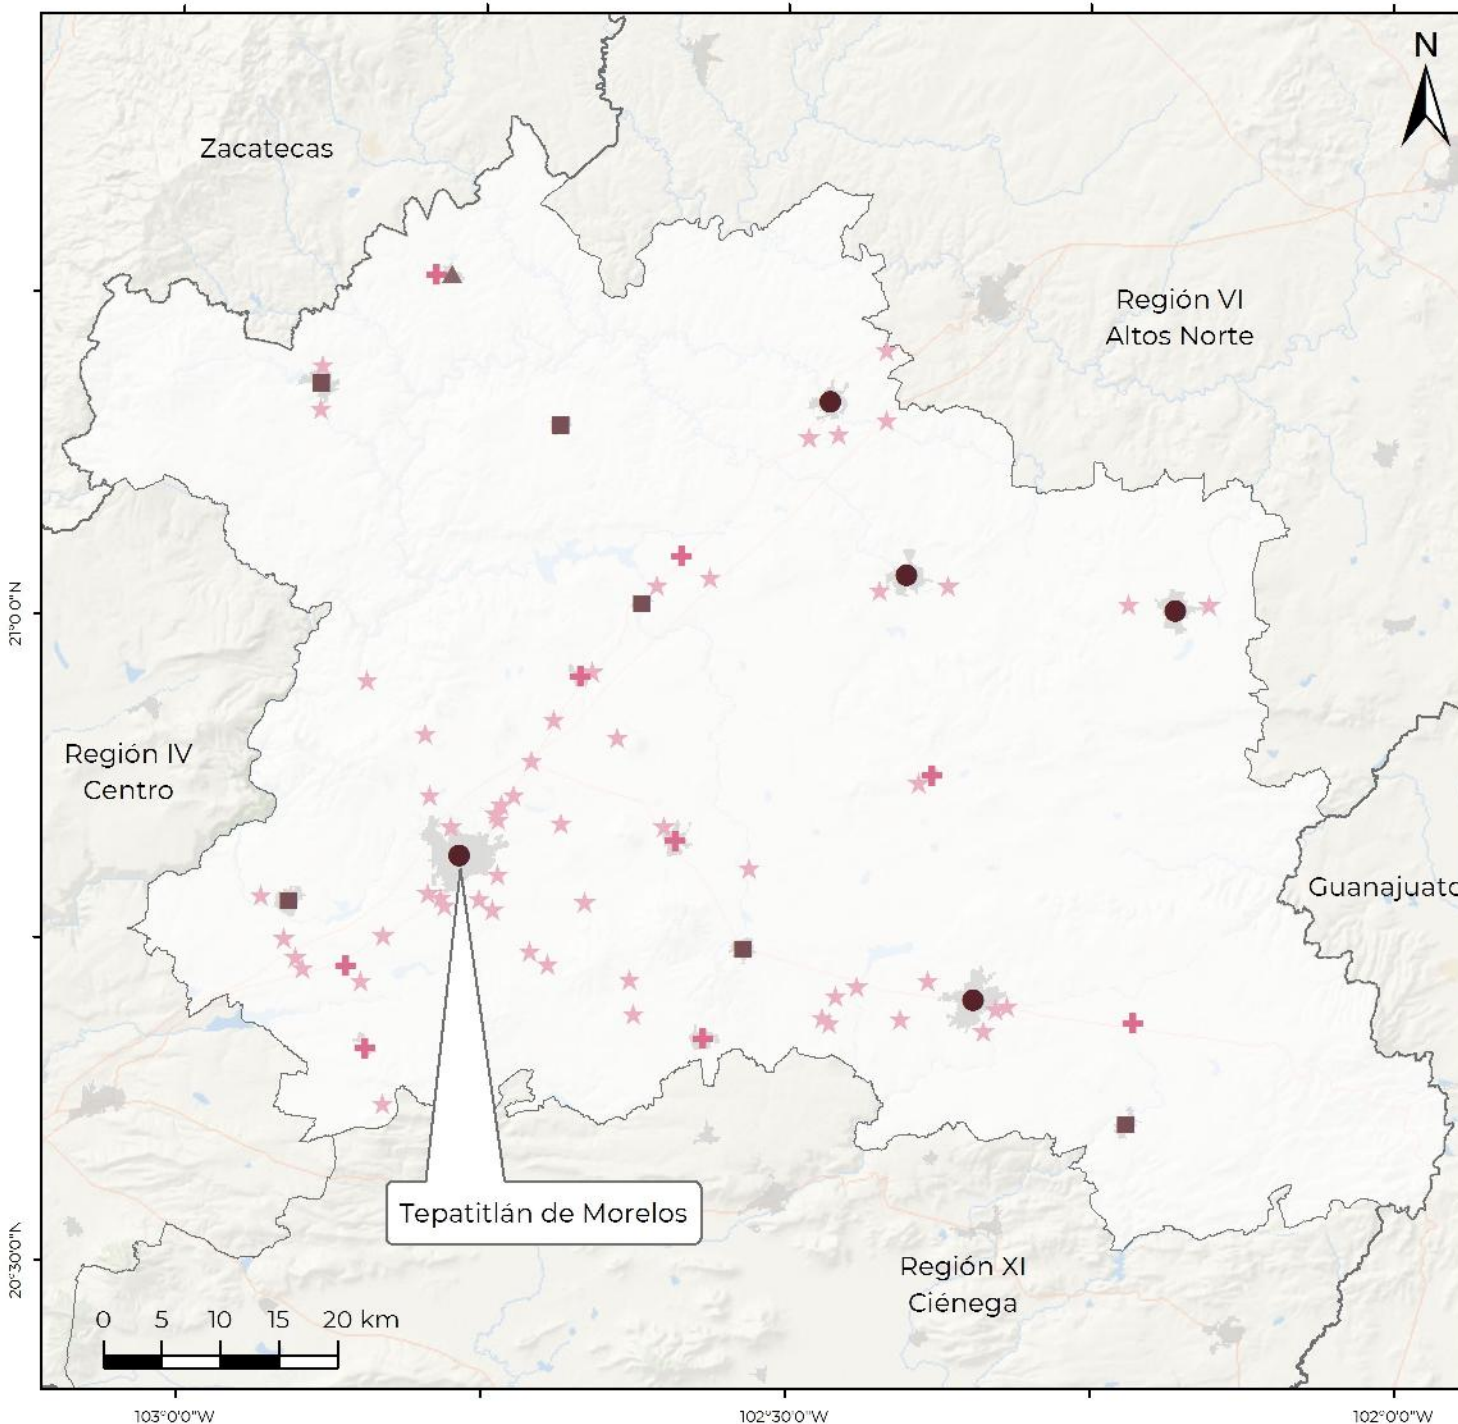 N
Zacatecas
Región VI
Altos Norte
21°0'0"N
Región IV
Centro
Guanajuato
Tepatitlán de Morelos
20°30'0"N
Región XI
Ciénega
0 5 10 15 20 km
103°0'0"W 102°30'0"W 102°0'0"W